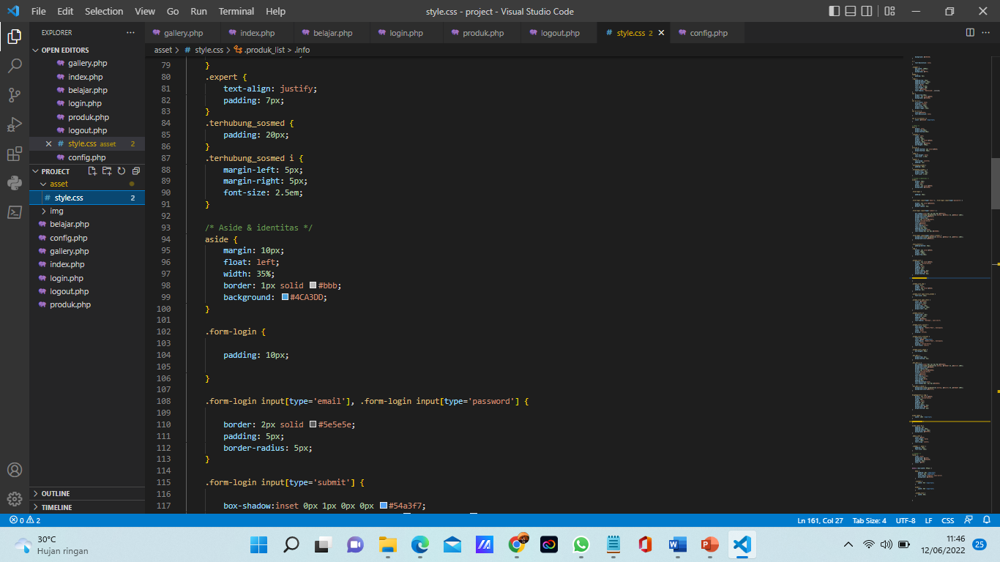 File Edit Selection View Go Run Terminal Help style.css - project - Visual Studio Code
EXPLORER
gallery.php index.php belajar.php login.php produk.php logout.php # style.css 2 config.php
OPEN EDITORS
gallery.php
index.php
belajar.php
login.php
produk.php
logout.php
# style.css asset 2
config.php
PROJECT
asset
# style.css 2
img
belajar.php
config.php
gallery.php
index.php
login.php
logout.php
produk.php
OUTLINE
TIMELINE
asset > # style.css > .produk_list > .info
79 }
80 .expert {
81 text-align: justify;
82 padding: 7px;
83 }
84 .terhubung_sosmed {
85 padding: 20px;
86 }
87 .terhubung_sosmed i {
88 margin-left: 5px;
89 margin-right: 5px;
90 font-size: 2.5em;
91 }
92
93 /* Aside & identitas */
94 aside {
95 margin: 10px;
96 float: left;
97 width: 35%;
98 border: 1px solid #bbb;
99 background: #4CA3DD;
100 }
101
102 .form-login {
103
104 padding: 10px;
105
106 }
107
108 .form-login input[type='email'], .form-login input[type='password'] {
109
110 border: 2px solid #5e5e5e;
111 padding: 5px;
112 border-radius: 5px;
113 }
114
115 .form-login input[type='submit'] {
116
117 box-shadow:inset 0px 1px 0px 0px #54a3f7;
0 2 Ln 161, Col 27 Tab Size: 4 UTF-8 LF CSS
30°C
Hujan ringan
11:46
12/06/2022
25